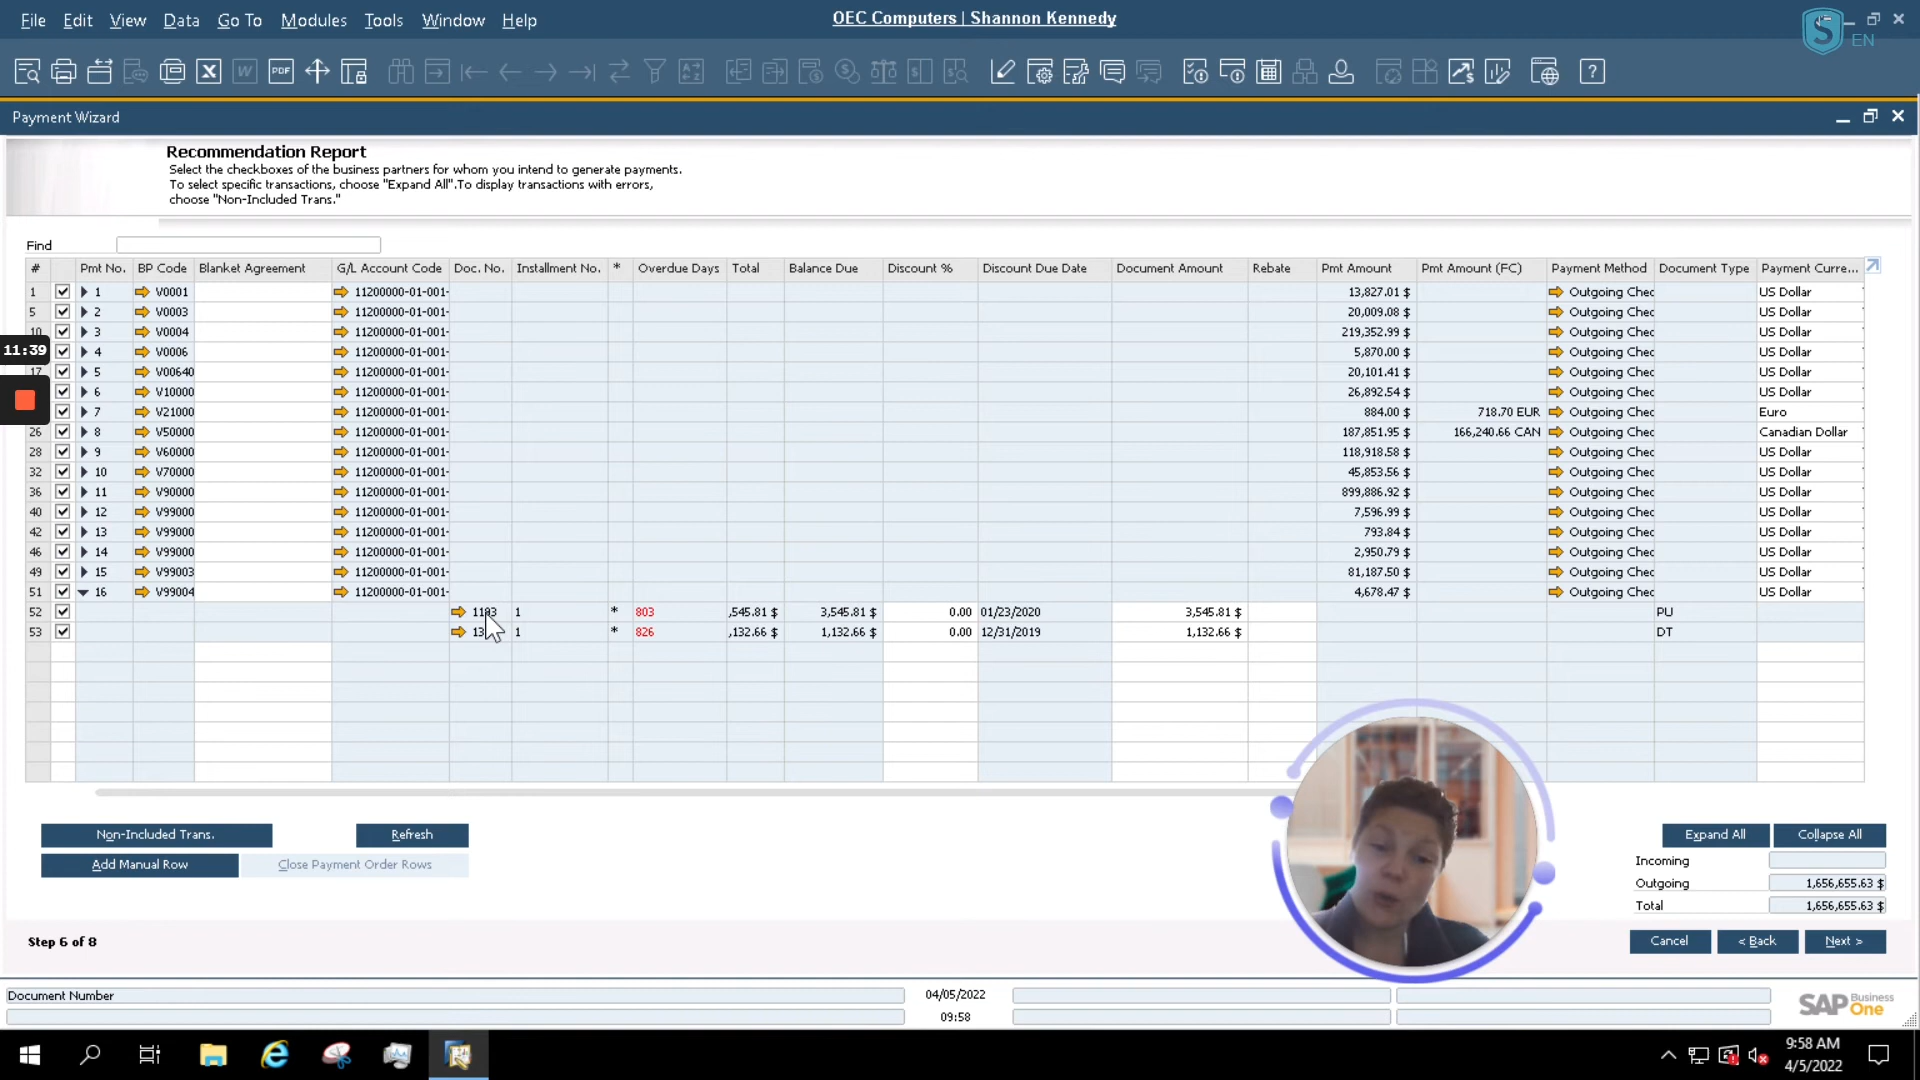 File Edit View Data Go To Modules Tools Window Help
OEC Computers | Shannon Kennedy
EN
Payment Wizard
Recommendation Report
Select the checkboxes of the business partners for whom you intend to generate payments.
To select specific transactions, choose "Expand All".To display transactions with errors,
choose "Non-Included Trans."
Find
# Pmt No. BP Code Blanket Agreement G/L Account Code Doc. No. Installment No. * Overdue Days Total Balance Due Discount % Discount Due Date Document Amount Rebate Pmt Amount Pmt Amount (FC) Payment Method Document Type Payment Curre...
1 1 V0001 11200000-01-001- 13,827.01 $ Outgoing Chec US Dollar
5 2 V0003 11200000-01-001- 20,009.08 $ Outgoing Chec US Dollar
10 3 V0004 11200000-01-001- 219,352.99 $ Outgoing Chec US Dollar
11:39
4 V0006 11200000-01-001- 5,870.00 $ Outgoing Chec US Dollar
17 5 V00640 11200000-01-001- 20,101.41 $ Outgoing Chec US Dollar
6 V10000 11200000-01-001- 26,892.54 $ Outgoing Chec US Dollar
7 V21000 11200000-01-001- 884.00 $ 718.70 EUR Outgoing Chec Euro
26 8 V50000 11200000-01-001- 187,851.95 $ 166,240.66 CAN Outgoing Chec Canadian Dollar
28 9 V60000 11200000-01-001- 118,918.58 $ Outgoing Chec US Dollar
32 10 V70000 11200000-01-001- 45,853.56 $ Outgoing Chec US Dollar
36 11 V90000 11200000-01-001- 899,886.92 $ Outgoing Chec US Dollar
40 12 V99000 11200000-01-001- 7,596.99 $ Outgoing Chec US Dollar
42 13 V99000 11200000-01-001- 793.84 $ Outgoing Chec US Dollar
46 14 V99000 11200000-01-001- 2,950.79 $ Outgoing Chec US Dollar
49 15 V99003 11200000-01-001- 81,187.50 $ Outgoing Chec US Dollar
51 16 V99004 11200000-01-001- 4,678.47 $ Outgoing Chec US Dollar
52 1 * 803 ,545.81 $ 3,545.81 $ 0.00 01/23/2020 3,545.81 $ PU
53 1 * 826 ,132.66 $ 1,132.66 $ 0.00 12/31/2019 1,132.66 $ DT
Non-Included Trans. Refresh Expand All Collapse All
Add Manual Row Close Payment Order Rows
Incoming
Outgoing 1,656,655.63 $
Total 1,656,655.63 $
Step 6 of 8
Cancel < Back Next >
Document Number 04/05/2022
09:58
SAP Business One
9:58 AM
4/5/2022